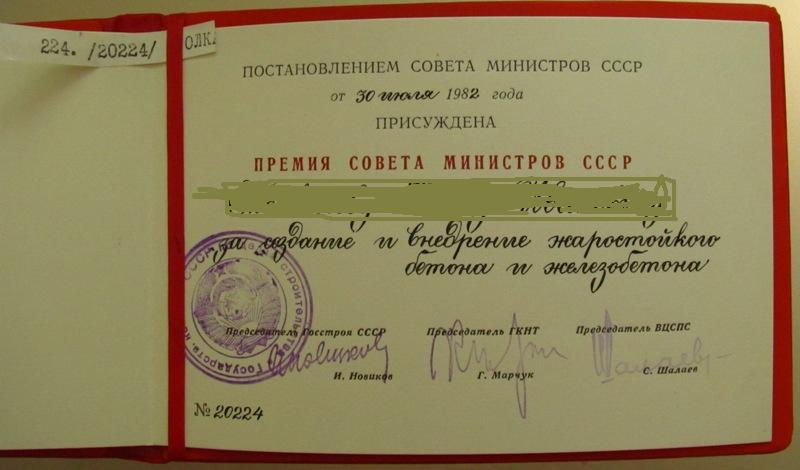 224. /20224/
ОЛКА
ПОСТАНОВЛЕНИЕМ СОВЕТА МИНИСТРОВ СССР
от 30 июля 1982 года
ПРИСУЖДЕНА
ПРЕМИЯ СОВЕТА МИНИСТРОВ СССР
за создание и внедрение жаростойкого
бетона и железобетона
Председатель Госстроя СССР
Председатель ГКНТ
Председатель ВЦСПС
И. Новиков
Г. Марчук
С. Шалаев
№ 20224